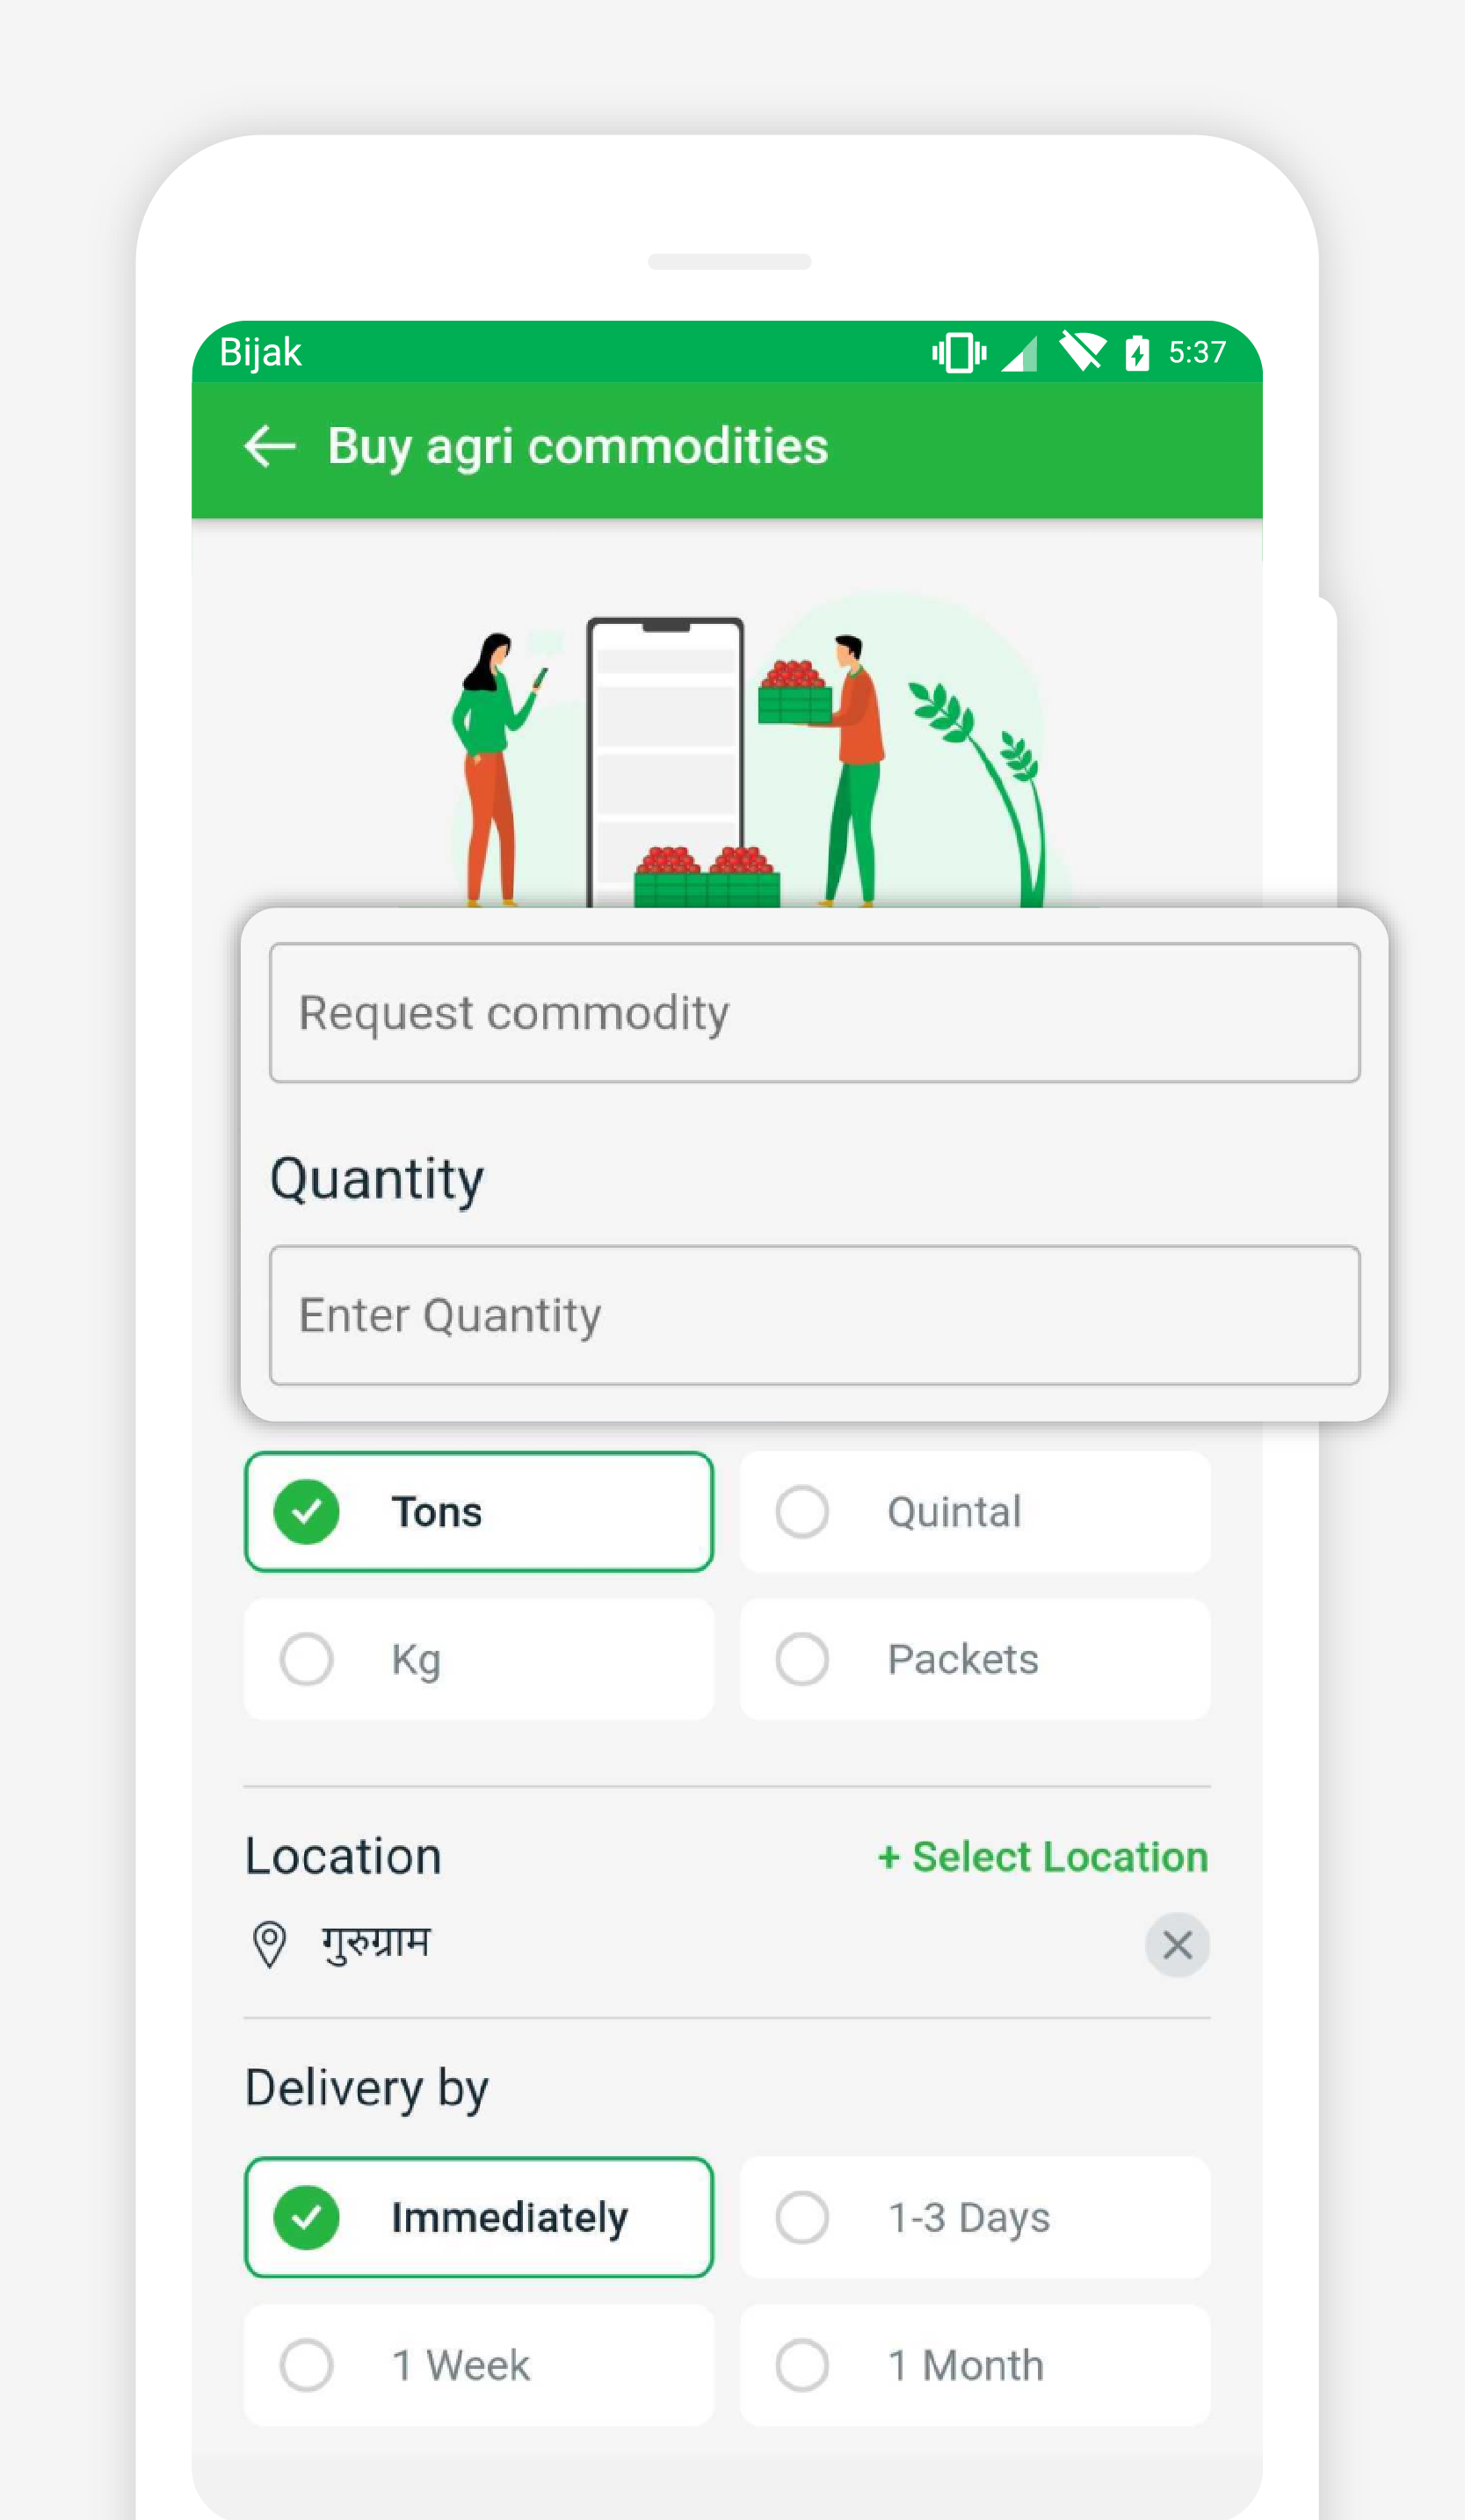 Bijak 5:37
Buy agri commodities
Request commodity
Quantity
Enter Quantity
Tons Quintal
Kg Packets
Location + Select Location
गुरुग्राम
Delivery by
Immediately 1-3 Days
1 Week 1 Month